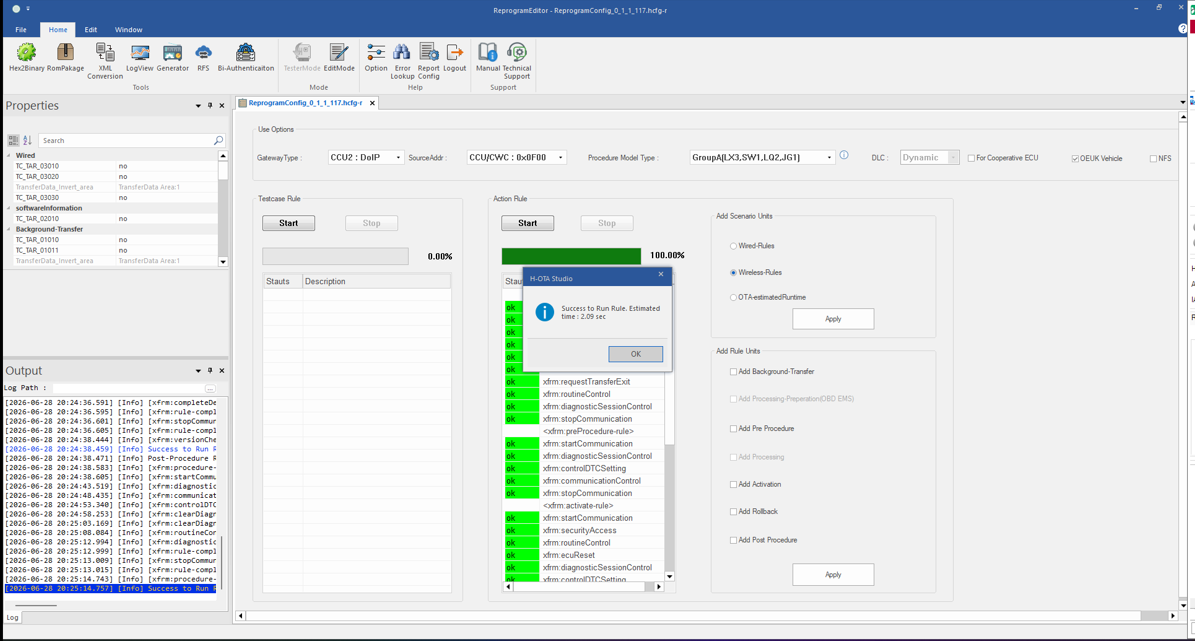 ReprogramEditor - ReprogramConfig_0_1_1_117.hcfg-r
File Home Edit Window
Hex2Binary RomPakage XML Conversion LogView Generator RFS Bi-Authenticaiton TesterMode EditMode Option Error Lookup Report Config Logout Manual Technical Support
Tools Mode Help Support
Properties
ReprogramConfig_0_1_1_117.hcfg-r
Search
Wired
TC_TAR_03010 no
TC_TAR_03020 no
TransferData_Invert_area TransferData Area:1
TC_TAR_03030 no
softwareInformation
TC_TAR_02010 no
Background-Transfer
TC_TAR_01010 no
TC_TAR_01011 no
TransferData_Invert_area TransferData Area:1
Output
Log Path :
...
[2026-06-28 20:24:36.591] [Info] [xfrm:completeDe
[2026-06-28 20:24:36.595] [Info] [xfrm:rule-compl
[2026-06-28 20:24:36.601] [Info] [xfrm:stopCommun
[2026-06-28 20:24:36.605] [Info] [xfrm:rule-compl
[2026-06-28 20:24:38.444] [Info] [xfrm:versionChe
[2026-06-28 20:24:38.459] [Info] Success to Run R
[2026-06-28 20:24:38.471] [Info] Post-Procedure R
[2026-06-28 20:24:38.583] [Info] [xfrm:procedure-
[2026-06-28 20:24:38.605] [Info] [xfrm:startCommu
[2026-06-28 20:24:43.519] [Info] [xfrm:diagnostic
[2026-06-28 20:24:48.435] [Info] [xfrm:communicat
[2026-06-28 20:24:53.340] [Info] [xfrm:controlDTC
[2026-06-28 20:24:58.253] [Info] [xfrm:clearDiagn
[2026-06-28 20:25:03.169] [Info] [xfrm:clearDiagn
[2026-06-28 20:25:08.084] [Info] [xfrm:routineCon
[2026-06-28 20:25:12.994] [Info] [xfrm:diagnostic
[2026-06-28 20:25:12.999] [Info] [xfrm:rule-compl
[2026-06-28 20:25:13.009] [Info] [xfrm:stopCommun
[2026-06-28 20:25:13.015] [Info] [xfrm:rule-compl
[2026-06-28 20:25:14.743] [Info] [xfrm:procedure-
[2026-06-28 20:25:14.757] [Info] Success to Run R
Log
Use Options
GatewayType : CCU2 : DoIP SourceAddr : CCU/CWC : 0x0F00 Procedure Model Type : GroupA(LX3,SW1,LQ2,JG1) DLC : Dynamic For Cooperative ECU OEUK Vehicle NFS
Testcase Rule
Start Stop
0.00%
Stauts Description
Action Rule
Start Stop
100.00%
Stau
H-OTA Studio
Success to Run Rule. Estimated
time : 2.09 sec
OK
ok
ok
ok
ok
ok
ok
ok xfrm:requestTransferExit
ok xfrm:routineControl
ok xfrm:diagnosticSessionControl
ok xfrm:stopCommunication
<xfrm:preProcedure-rule>
ok xfrm:startCommunication
ok xfrm:diagnosticSessionControl
ok xfrm:controlDTCSetting
ok xfrm:communicationControl
ok xfrm:stopCommunication
<xfrm:activate-rule>
ok xfrm:startCommunication
ok xfrm:securityAccess
ok xfrm:routineControl
ok xfrm:ecuReset
ok xfrm:diagnosticSessionControl
ok xfrm:controlDTCSetting
Add Scenario Units
Wired-Rules
Wireless-Rules
OTA-estimatedRuntime
Apply
Add Rule Units
Add Background-Transfer
Add Processing-Preperation(OBD EMS)
Add Pre Procedure
Add Processing
Add Activation
Add Rollback
Add Post Procedure
Apply